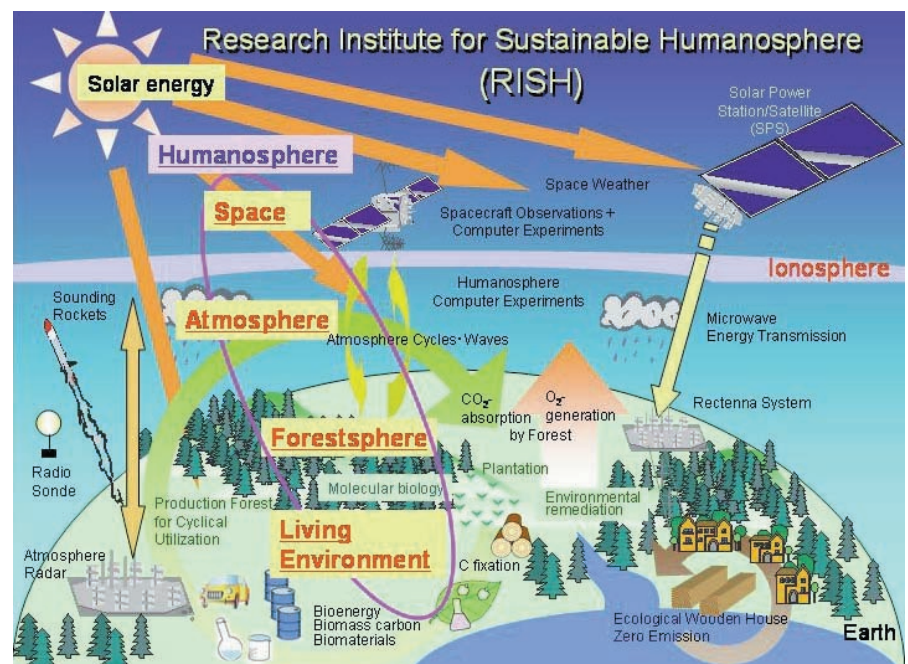 Research Institute for Sustainable Humanosphere
(RISH)
Solar energy
Solar Power
Station/Satellite
(SPS)
Humanosphere
Space Weather
Space
Spacecraft Observations +
Computer Experiments
Ionosphere
Humanosphere
Computer Experiments
Sounding
Rockets
Atmosphere
Microwave
Energy Transmission
Atmosphere Cycles・Waves
CO2-
absorption
O2-
generation
by Forest
Rectenna System
Forestsphere
Radio
Sonde
Plantation
Molecular biology
Production Forest
for Cyclical
Utilization
Environmental
remediation
Living
Environment
Atmosphere
Radar
C fixation
Bioenergy
Biomass carbon
Biomaterials
Ecological Wooden House
Zero Emission
Earth